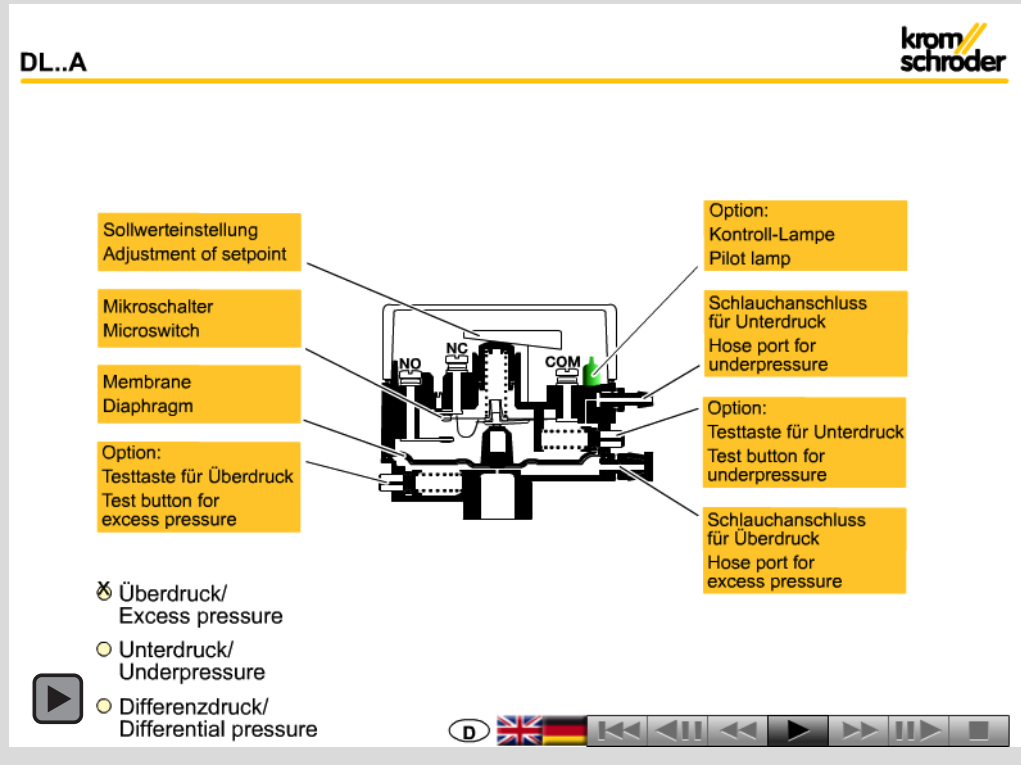 DL..A
krom
schröder
Sollwerteinstellung
Adjustment of setpoint
Mikroschalter
Microswitch
Membrane
Diaphragm
Option:
Testtaste für Überdruck
Test button for
excess pressure
NO
NC
COM
Option:
Kontroll-Lampe
Pilot lamp
Schlauchanschluss
für Unterdruck
Hose port for
underpressure
Option:
Testtaste für Unterdruck
Test button for
underpressure
Schlauchanschluss
für Überdruck
Hose port for
excess pressure
X
Überdruck/
Excess pressure
Unterdruck/
Underpressure
Differenzdruck/
Differential pressure
D